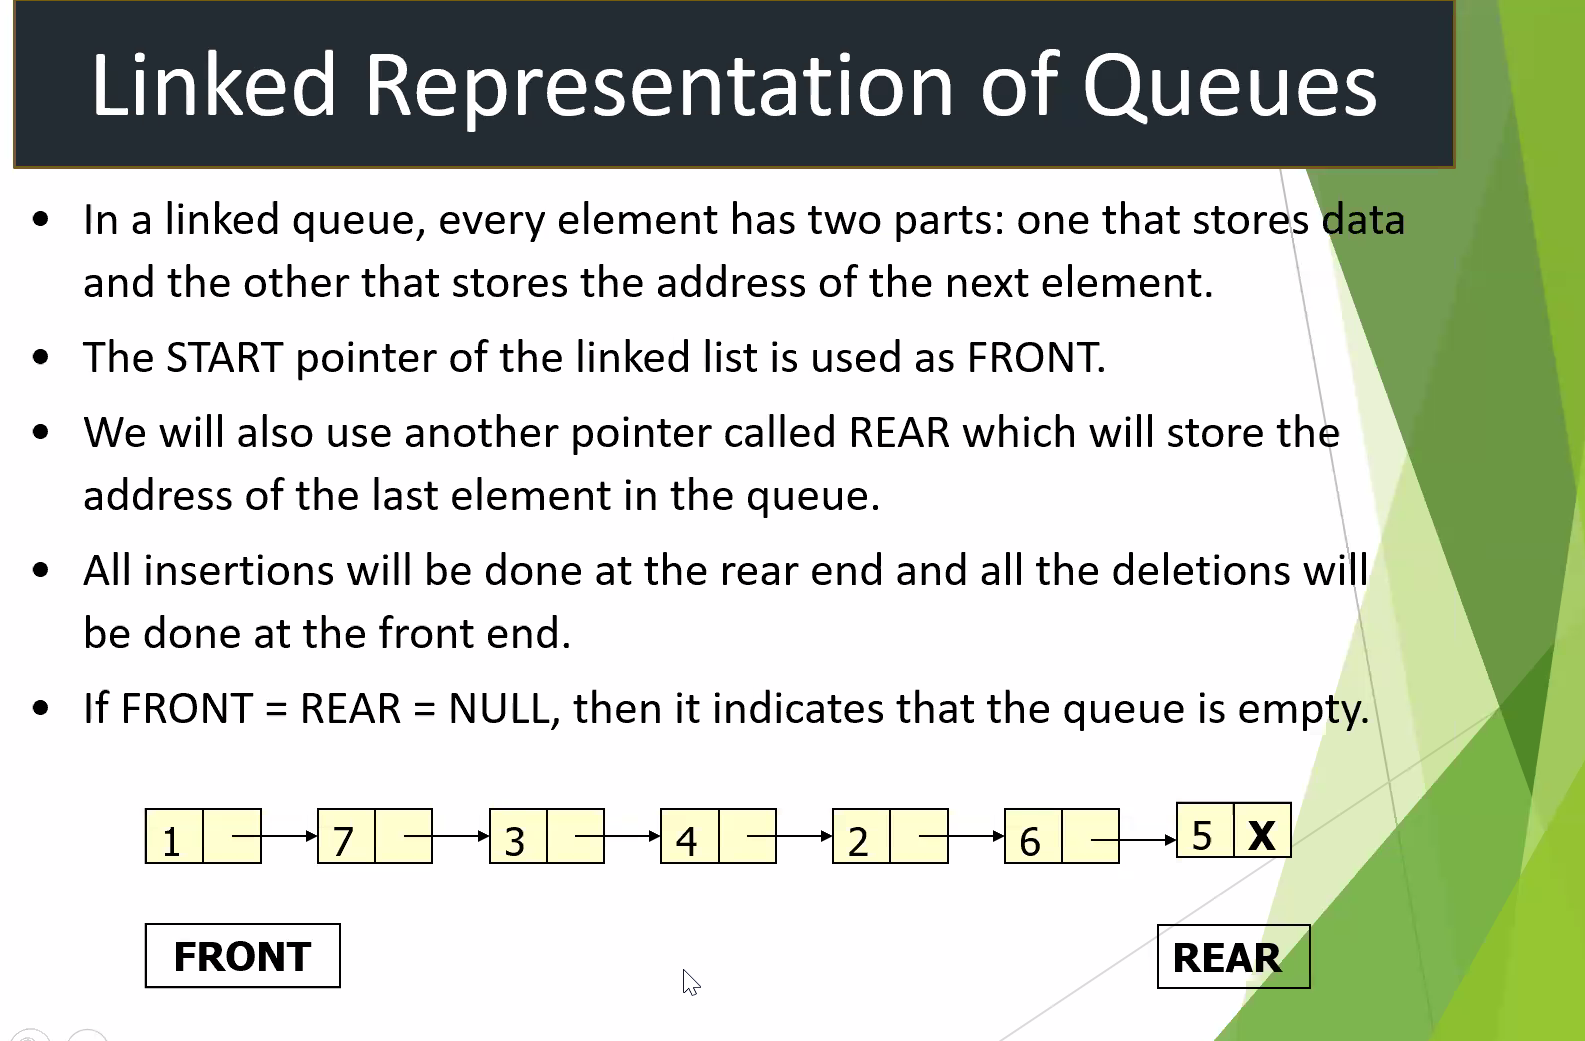 Linked Representation of Queues
• In a linked queue, every element has two parts: one that stores data
and the other that stores the address of the next element.
• The START pointer of the linked list is used as FRONT.
• We will also use another pointer called REAR which will store the
address of the last element in the queue.
• All insertions will be done at the rear end and all the deletions will
be done at the front end.
• If FRONT = REAR = NULL, then it indicates that the queue is empty.
1 7 3 4 2 6 5 X
FRONT REAR